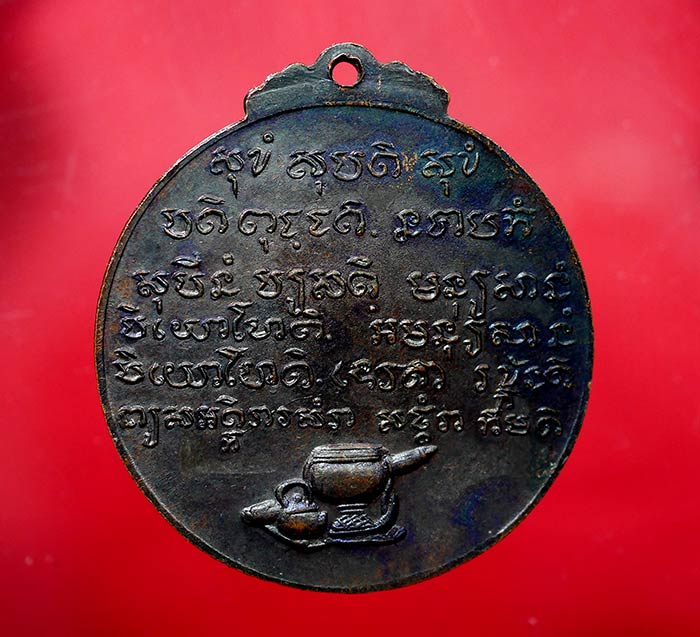 សុខំ សុបតិ សុខំ
បដិពុជ្ឈតិ. នបាបកំ
សុបិនំ បស្សតិ មនុស្សានំ
បិយោហោតិ. អមនុស្សានំ
បិយោហោតិ. ទេវតា រក្ខន្តិ